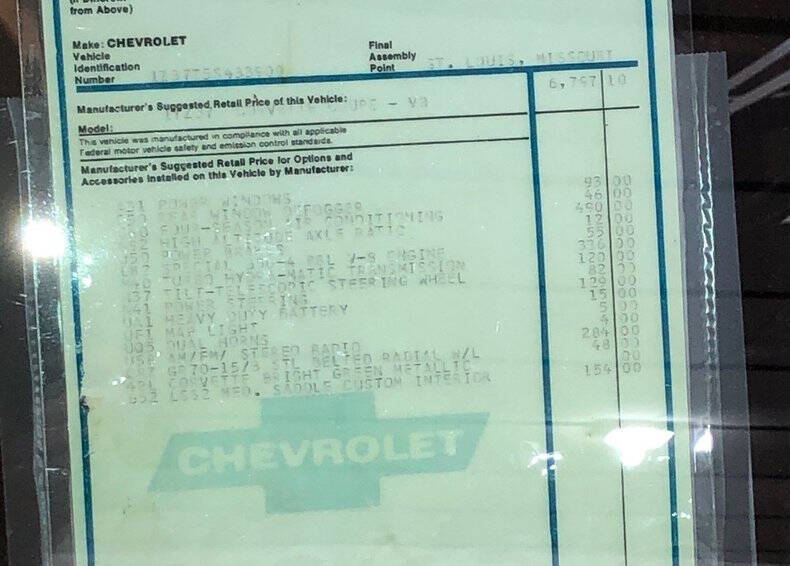 from Above)
Make: CHEVROLET
Vehicle
Identification
Number
Final
Assembly
Point
ST. LOUIS, MISSOURI
Manufacturer's Suggested Retail Price of this Vehicle:
6,797 10
- V8
Model:
This vehicle was manufactured in compliance with all applicable
Federal motor vehicle safety and emission control standards.
Manufacturer's Suggested Retail Price for Options and
Accessories Installed on this Vehicle by Manufacturer:
POWER WINDOWS 93 00
REAR WINDOW DEFOGGER 46 00
FOUR-SEASON AIR CONDITIONING 490 00
HIGH ALTITUDE AXLE RATIO 12 00
POWER BRAKES 55 00
SPECIAL V-8 ENGINE 336 00
TURBO HYDRA-MATIC TRANSMISSION 120 00
TILT-TELESCOPIC STEERING WHEEL 82 00
POWER STEERING 129 00
HEAVY DUTY BATTERY 15 00
MAP LIGHT 5 00
DUAL HORNS 4 00
AM/FM/ STEREO RADIO 284 00
GR70-15/B STL BELTED RADIAL W/L 48 00
CORVETTE BRIGHT GREEN METALLIC 00
MED. SADDLE CUSTOM INTERIOR 154 00
CHEVROLET